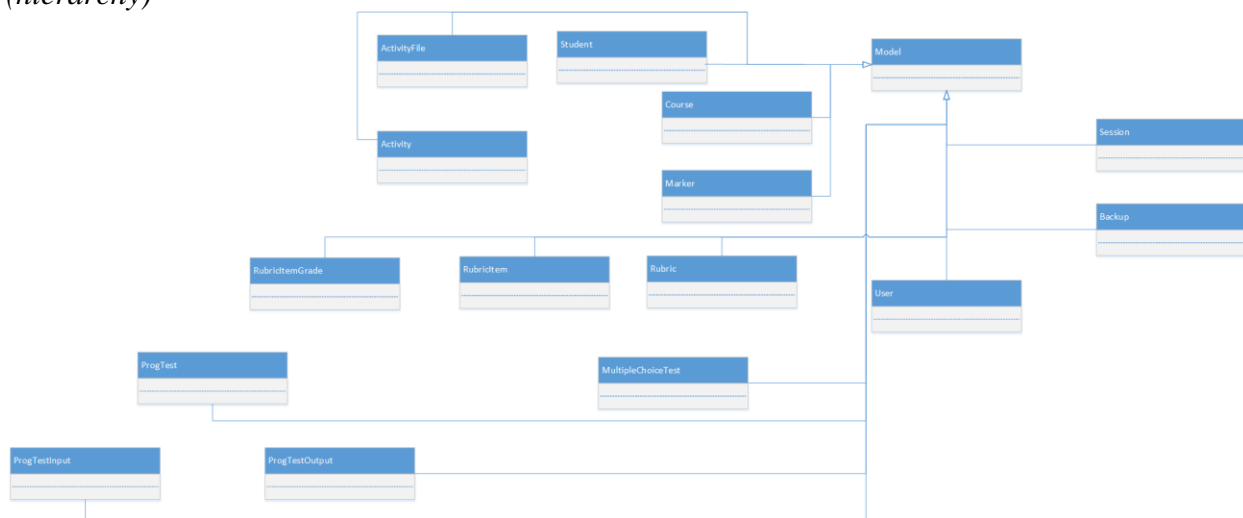 (hierarchy)
ActivityFile
Student
Model
Course
Session
Activity
Marker
Backup
RubricItemGrade
RubricItem
Rubric
User
ProgTest
MultipleChoiceTest
ProgTestInput
ProgTestOutput